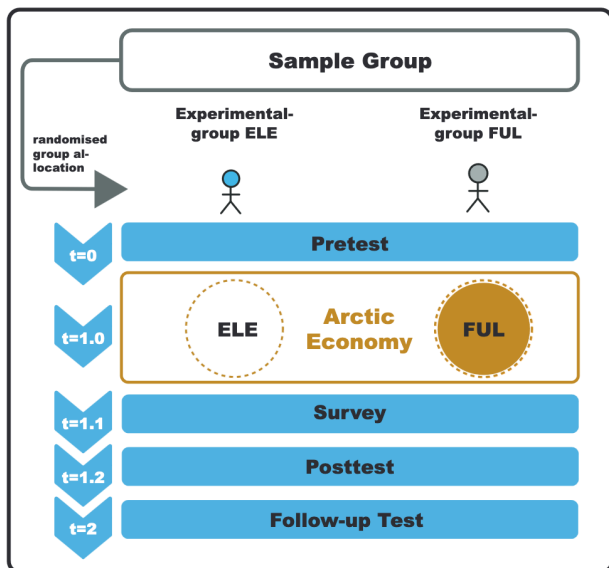 Sample Group
Experimental-
group ELE
Experimental-
group FUL
randomised
group al-
location
t=0
Pretest
t=1.0
ELE
Arctic
Economy
FUL
t=1.1
Survey
t=1.2
Posttest
t=2
Follow-up Test